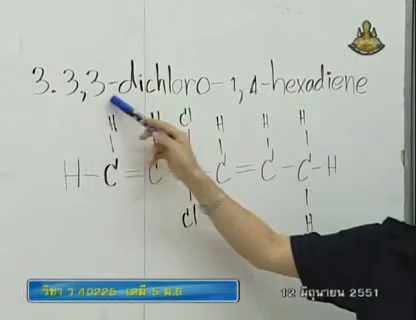 3. 3,3-dichloro-1,4-hexadiene
H H Cl H H H
H-C=C C=C-C-H
Cl H
วิชา ว 40225 เคมี 5 ม.6
12 มิถุนายน 2551